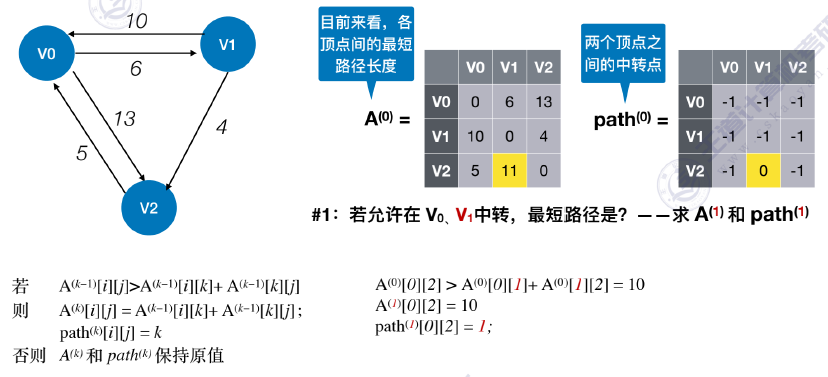 10
V0
V1
6
13
4
5
V2
目前来看，各
顶点间的最短
路径长度
A(0) =
V0 V1 V2
V0 0 6 13
V1 10 0 4
V2 5 11 0
两个顶点之
间的中转点
path(0) =
V0 V1 V2
V0 -1 -1 -1
V1 -1 -1 -1
V2 -1 0 -1
#1：若允许在 V0、V1中转，最短路径是？——求 A(1) 和 path(1)
若 A(k-1)[i][j]>A(k-1)[i][k]+ A(k-1)[k][j]
则 A(k)[i][j] = A(k-1)[i][k]+ A(k-1)[k][j]；
path(k)[i][j] = k
否则 A(k) 和 path(k) 保持原值
A(0)[0][2] > A(0)[0][1]+ A(0)[1][2] = 10
A(1)[0][2] = 10
path(1)[0][2] = 1;